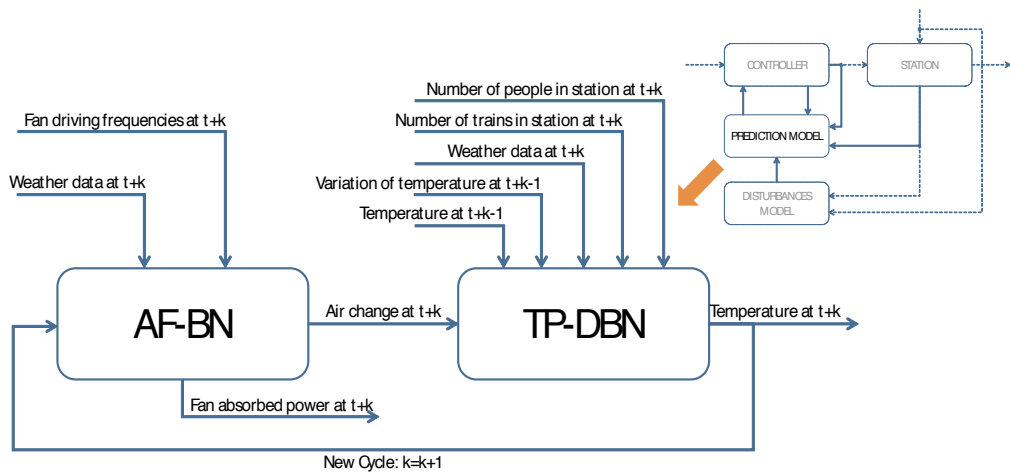 CONTROLLER
STATION
PREDICTION MODEL
DISTURBANCES
MODEL
Number of people in station at t+k
Number of trains in station at t+k
Weather data at t+k
Variation of temperature at t+k-1
Temperature at t+k-1
Fan driving frequencies at t+k
Weather data at t+k
AF-BN
Air change at t+k
TP-DBN
Temperature at t+k
Fan absorbed power at t+k
New Cycle: k=k+1